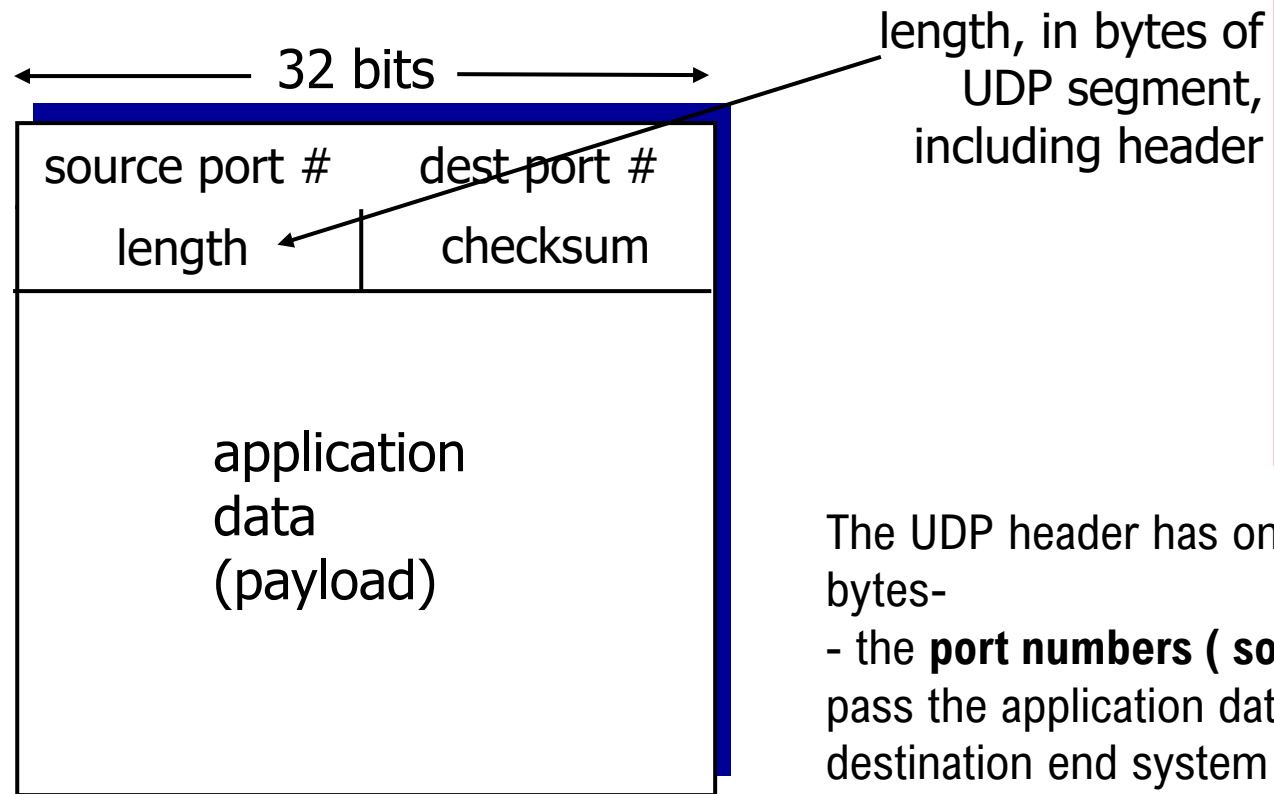 32 bits
length, in bytes of
UDP segment,
including header
source port # dest port #
length checksum
application
data
(payload)
The UDP header has on
bytes-
- the port numbers ( so
pass the application dat
destination end system